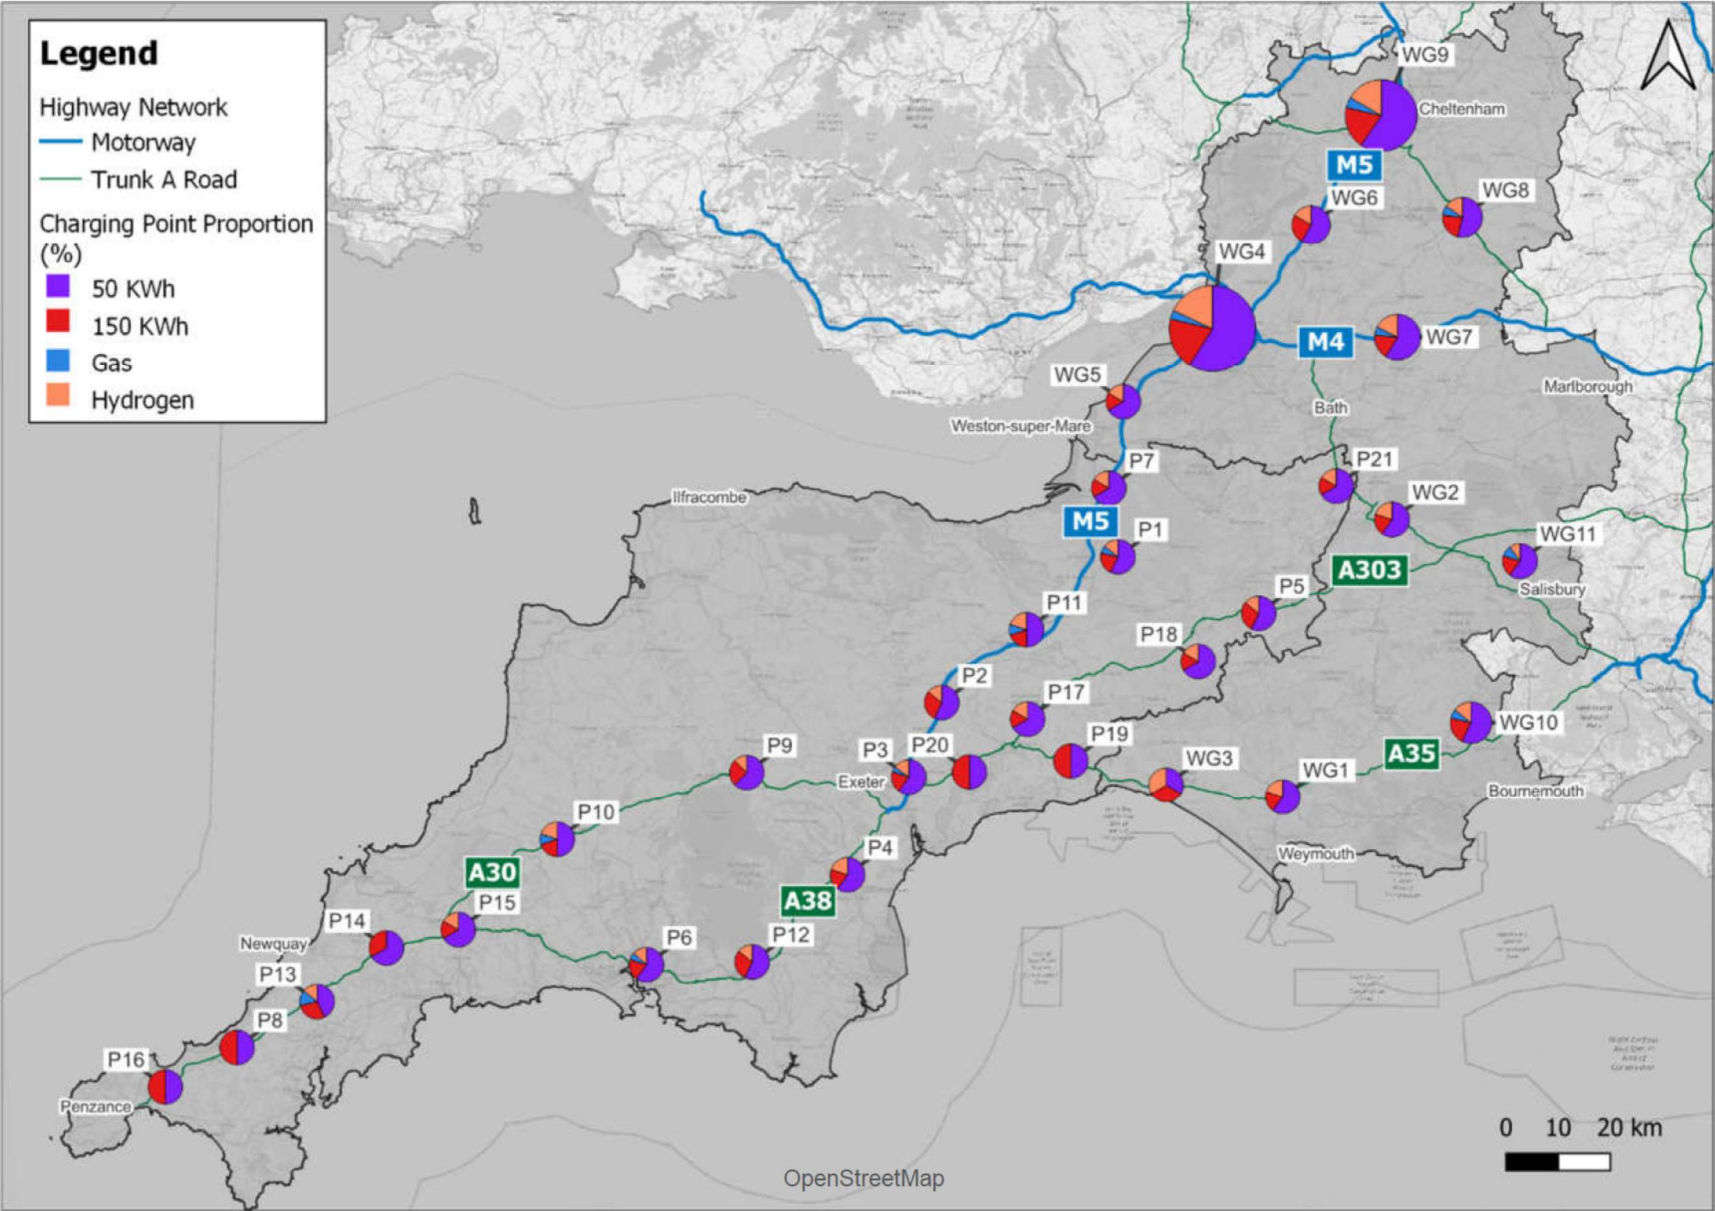 Legend
Highway Network
Motorway
Trunk A Road
Charging Point Proportion
(%)
50 KWh
150 KWh
Gas
Hydrogen
WG9
Cheltenham
M5
WG8
WG6
WG4
M4
WG7
WG5
Marlborough
Bath
Weston-super-Mare
P7
P21
Ilfracombe
WG2
M5
P1
WG11
A303
Salisbury
P5
P11
P18
P2
P17
WG10
P9
P3
P20
P19
A35
Exeter
WG3
WG1
Bournemouth
P10
P4
Weymouth
A30
A38
P15
P14
Newquay
P6
P12
P13
P8
P16
Penzance
0 10 20 km
OpenStreetMap